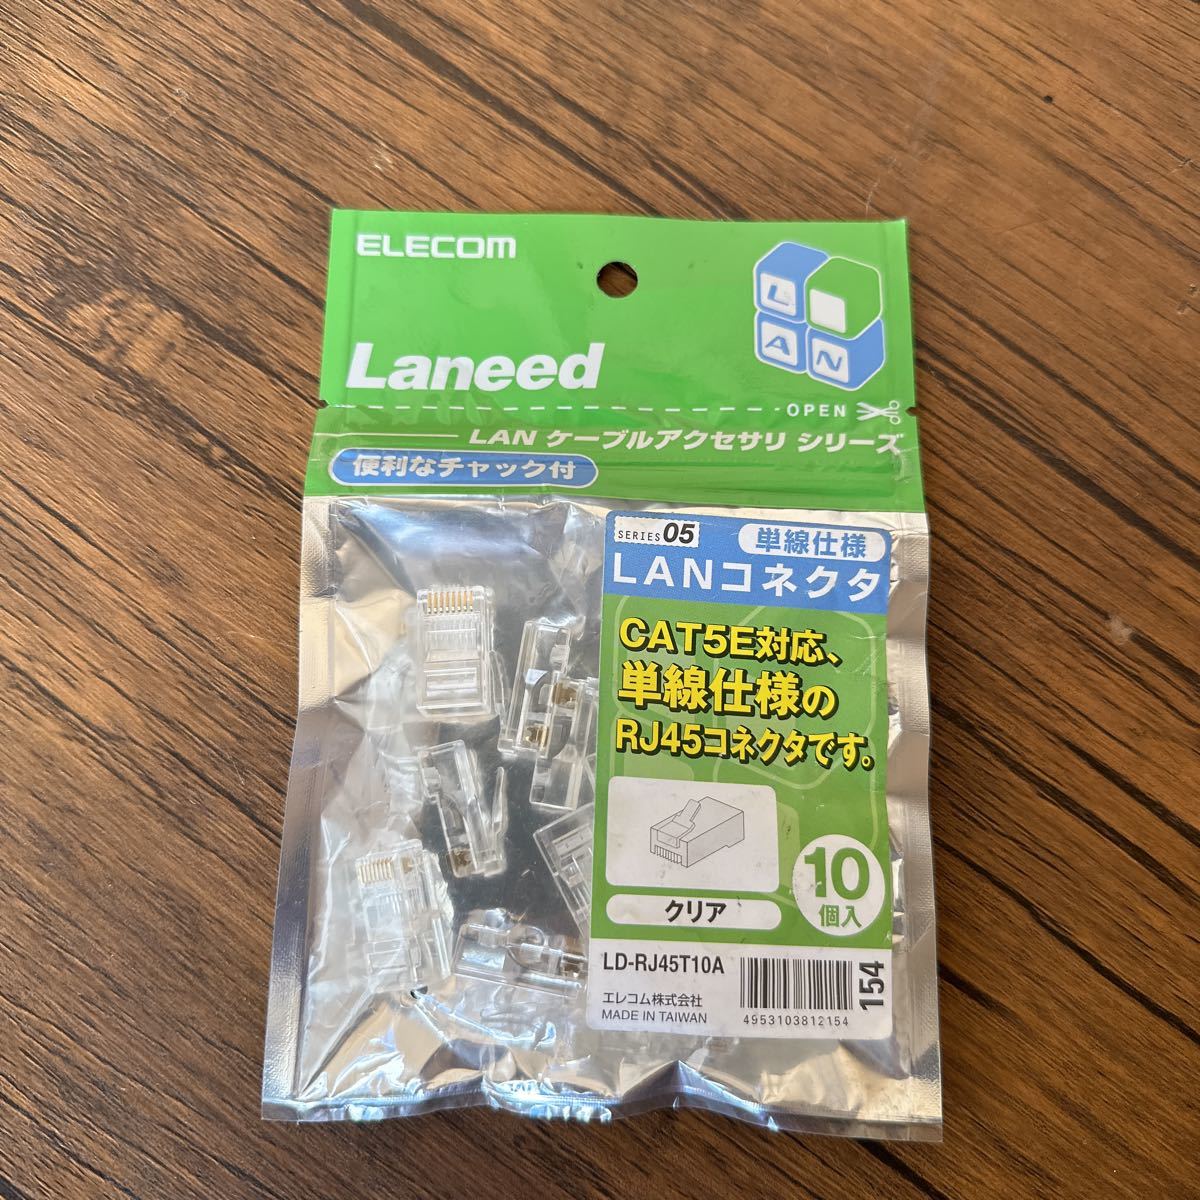 ELECOM
L
A N
Laneed
OPEN
LAN ケーブルアクセサリ シリーズ
便利なチャック付
SERIES 05
単線仕様
LANコネクタ
CAT5E対応、
単線仕様の
RJ45コネクタです。
クリア
10
個入
LD-RJ45T10A
エレコム株式会社
MADE IN TAIWAN
4953103812154
154